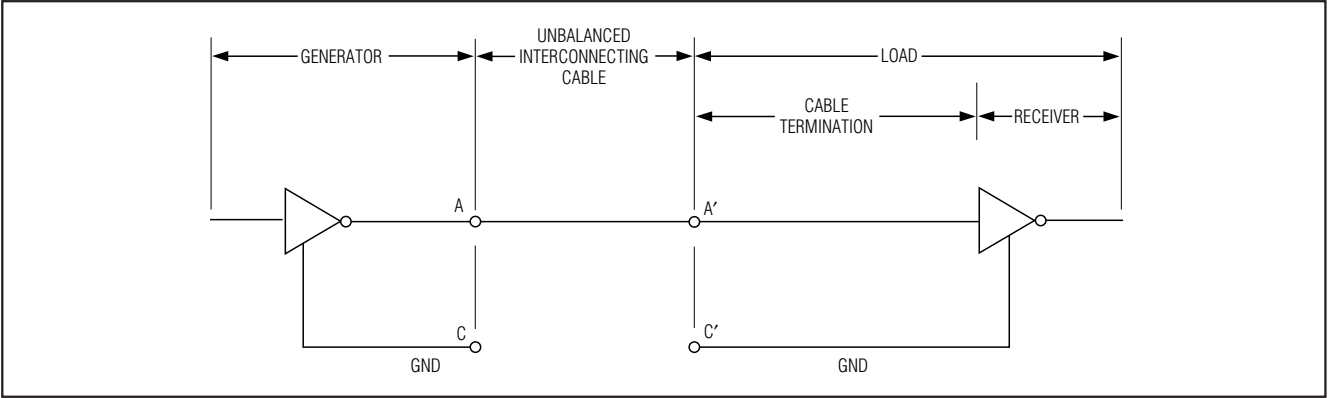 GENERATOR
UNBALANCED
INTERCONNECTING
CABLE
LOAD
CABLE
TERMINATION
RECEIVER
A
A′
C
C′
GND
GND